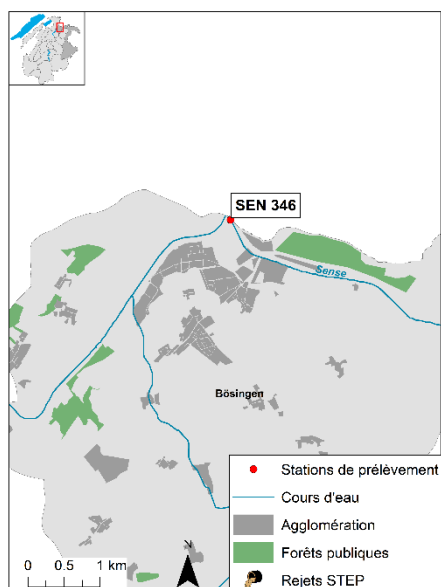 SEN 346
Sense
Bösingen
Stations de prélèvement
Cours d'eau
Agglomération
Forêts publiques
Rejets STEP
N
0 0.5 1 km